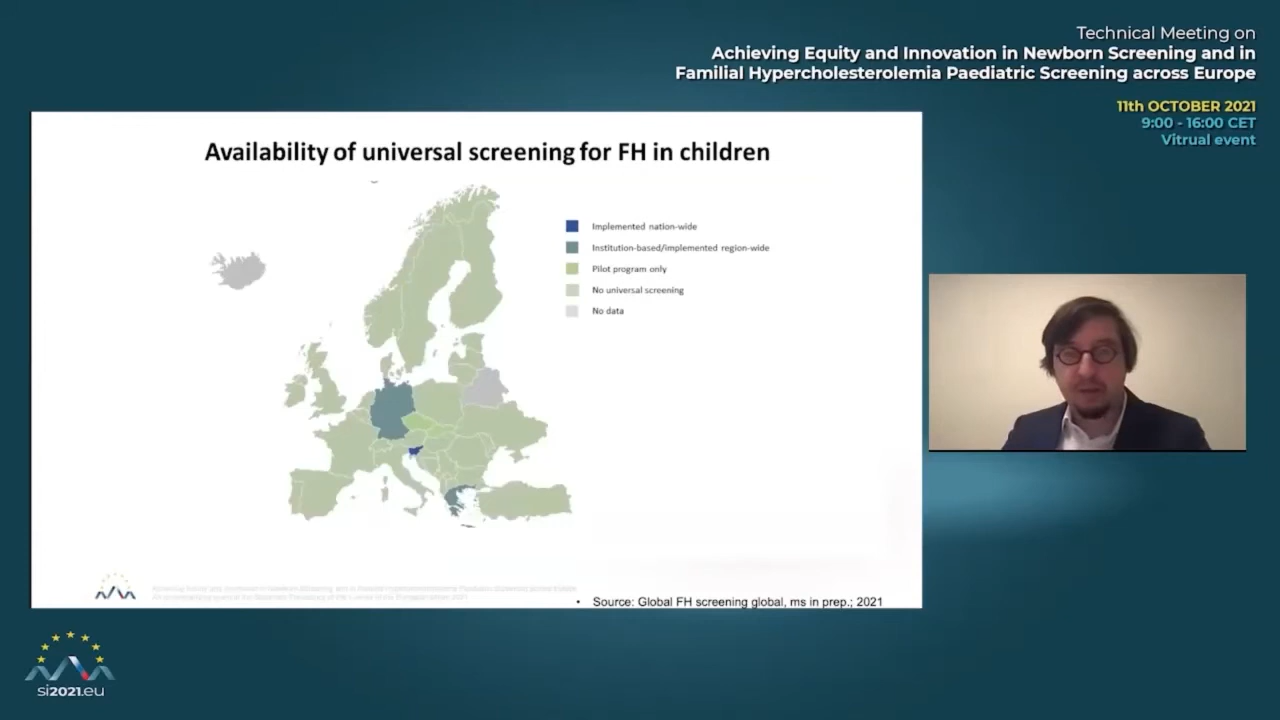 Technical Meeting on
Achieving Equity and Innovation in Newborn Screening and in
Familial Hypercholesterolemia Paediatric Screening across Europe
11th OCTOBER 2021
9:00 - 16:00 CET
Vitrual event
Availability of universal screening for FH in children
Implemented nation-wide
Institution-based/implemented region-wide
Pilot program only
No universal screening
No data
• Source: Global FH screening global, ms in prep.; 2021
si2021.eu